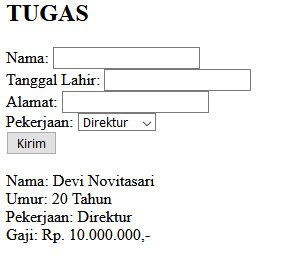 TUGAS
Nama:
Tanggal Lahir:
Alamat:
Pekerjaan: Direktur
Kirim
Nama: Devi Novitasari
Umur: 20 Tahun
Pekerjaan: Direktur
Gaji: Rp. 10.000.000,-